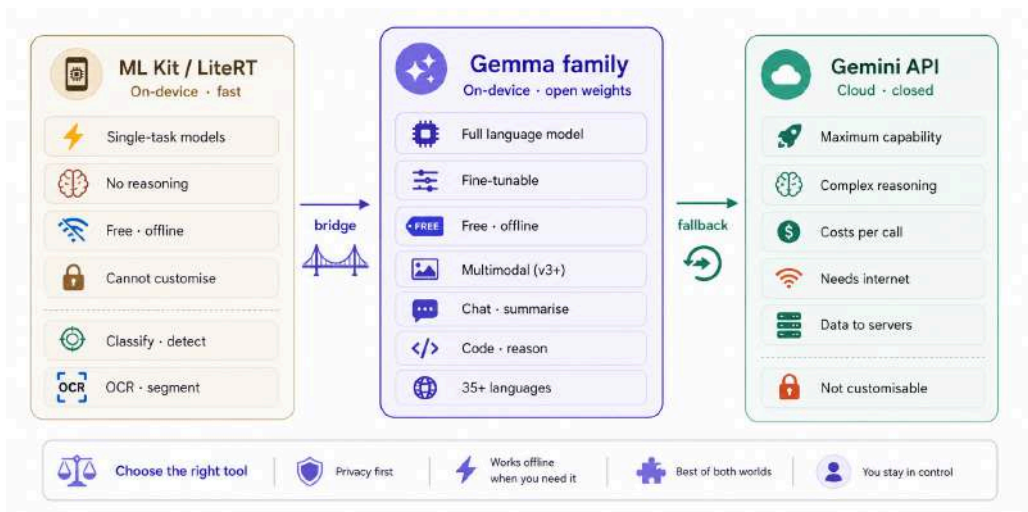 ML Kit / LiteRT
On-device · fast
Single-task models
No reasoning
Free · offline
Cannot customise
Classify · detect
OCR
OCR · segment
bridge
Gemma family
On-device · open weights
Full language model
Fine-tunable
FREE
Free · offline
Multimodal (v3+)
Chat · summarise
</>
Code · reason
35+ languages
fallback
Gemini API
Cloud · closed
Maximum capability
Complex reasoning
$
Costs per call
Needs internet
Data to servers
Not customisable
Choose the right tool
Privacy first
Works offline
when you need it
Best of both worlds
You stay in control